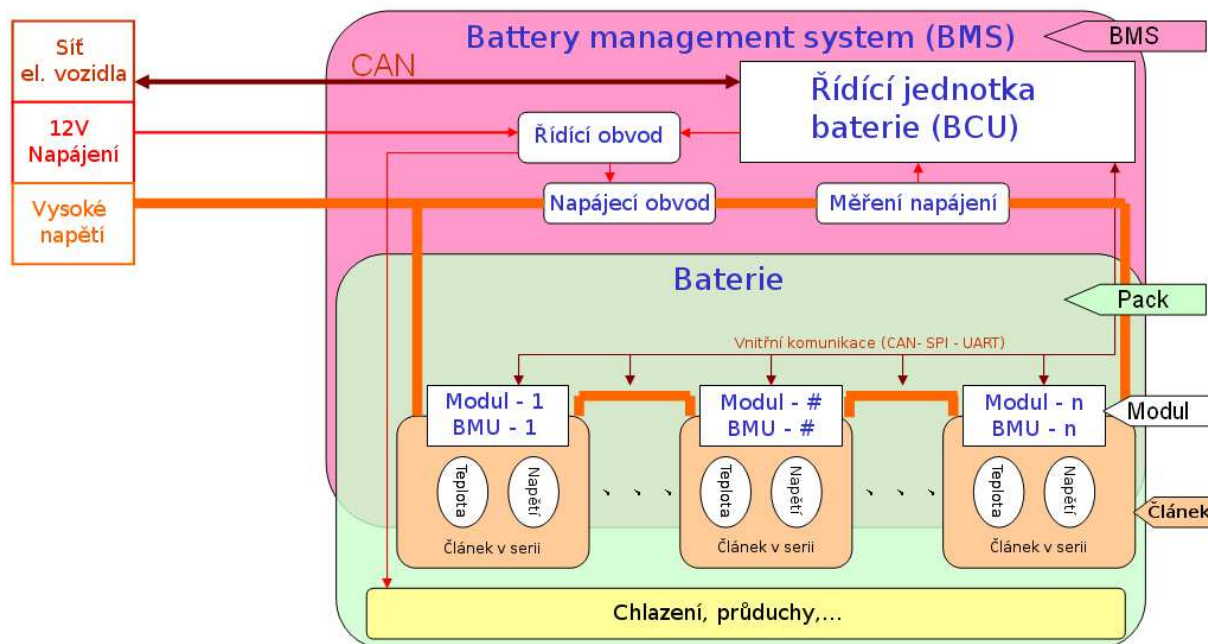 Battery management system (BMS)
BMS
Síť
el. vozidla
CAN
Řídící jednotka
baterie (BCU)
12V
Napájení
Řídící obvod
Vysoké
napětí
Napájecí obvod
Měření napájení
Baterie
Pack
Vnitřní komunikace (CAN- SPI - UART)
Modul - 1
BMU - 1
Modul - #
BMU - #
Modul - n
BMU - n
Modul
Teplota
Napětí
Teplota
Napětí
Teplota
Napětí
Článek
Článek v serii
Článek v serii
Článek v serii
Chlazení, průduchy,...